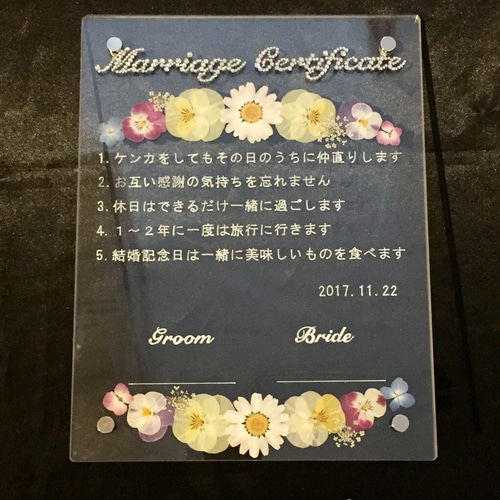 Marriage Certificate
1. ケンカをしてもその日のうちに仲直りします
2. お互い感謝の気持ちを忘れません
3. 休日はできるだけ一緒に過ごします
4. 1〜2年に一度は旅行に行きます
5. 結婚記念日は一緒に美味しいものを食べます
2017.11.22
Groom Bride